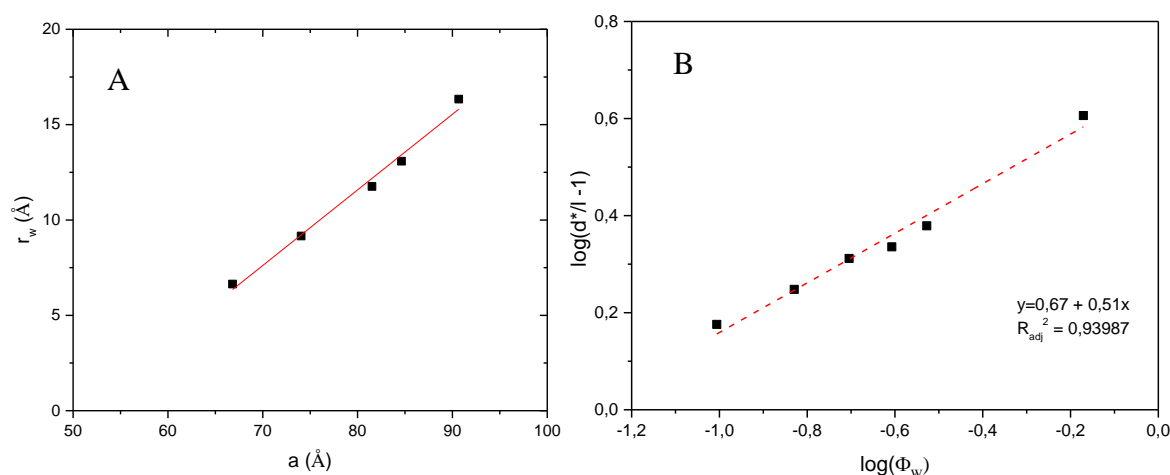 A
20
15
10
5
0
r_w (Å)
50 60 70 80 90 100
a (Å)
B
0,8
0,6
0,4
0,2
0,0
log(d*/l -1)
y=0,67 + 0,51x
R_adj^2 = 0,93987
-1,2 -1,0 -0,8 -0,6 -0,4 -0,2 0,0
log(Φ_w)